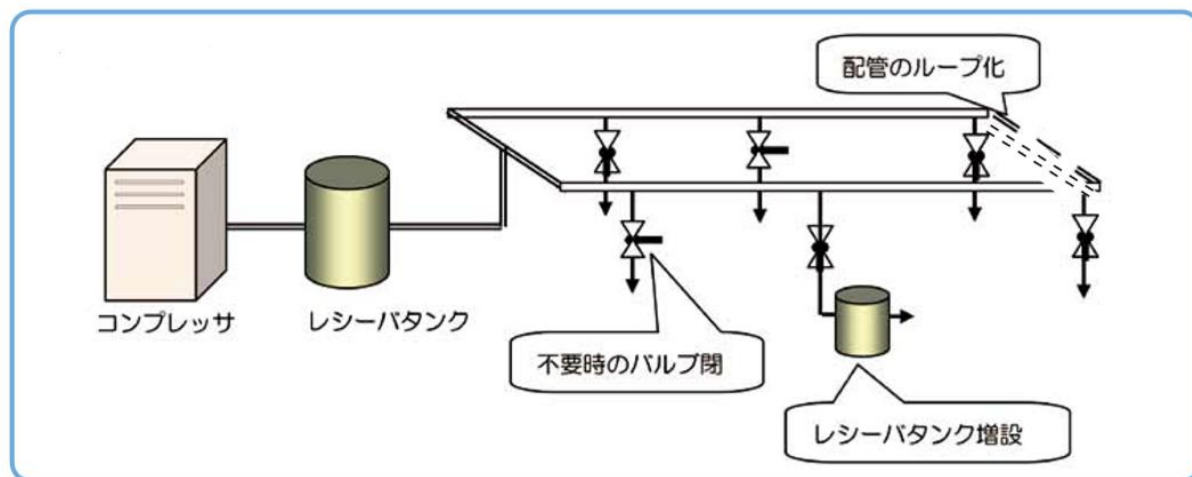 配管のループ化
コンプレッサ
レシーバタンク
不要時のバルブ閉
レシーバタンク増設